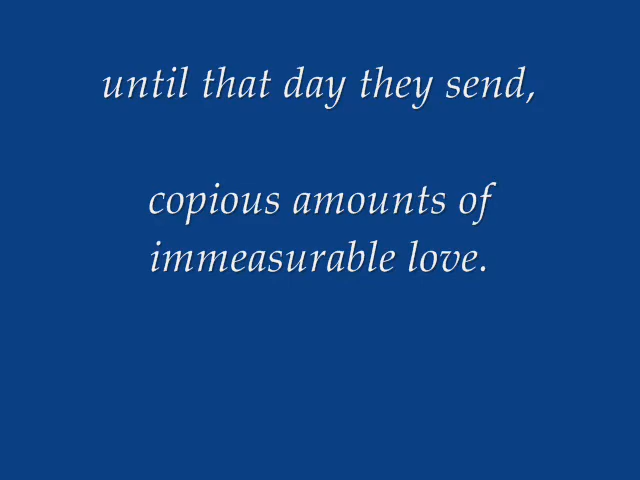 until that day they send,
copious amounts of
immeasurable love.